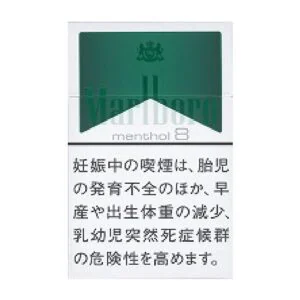 Marlboro
menthol 8
妊娠中の喫煙は、胎児
の発育不全のほか、早
産や出生体重の減少、
乳幼児突然死症候群
の危険性を高めます。